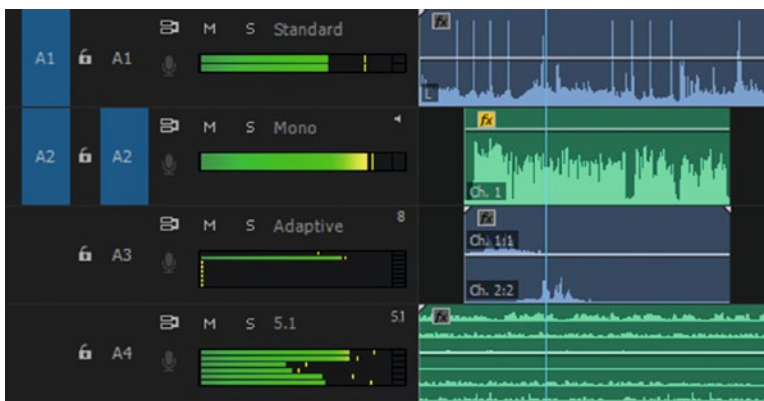 A1 A1 M S Standard fx
L
A2 A2 M S Mono fx
Ch. 1
A3 M S Adaptive 8 fx
Ch. 1:1
Ch. 2:2
A4 M S 5.1 5.1 fx